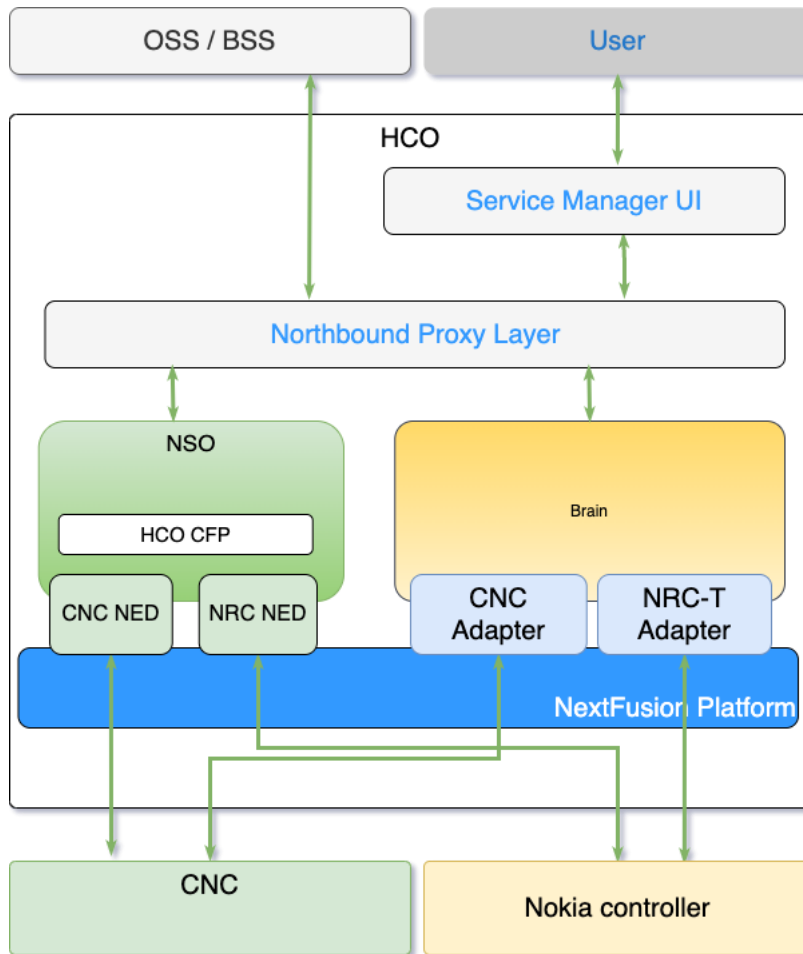 OSS / BSS
User
HCO
Service Manager UI
Northbound Proxy Layer
NSO
HCO CFP
Brain
CNC NED
NRC NED
CNC
Adapter
NRC-T
Adapter
NextFusion Platform
CNC
Nokia controller